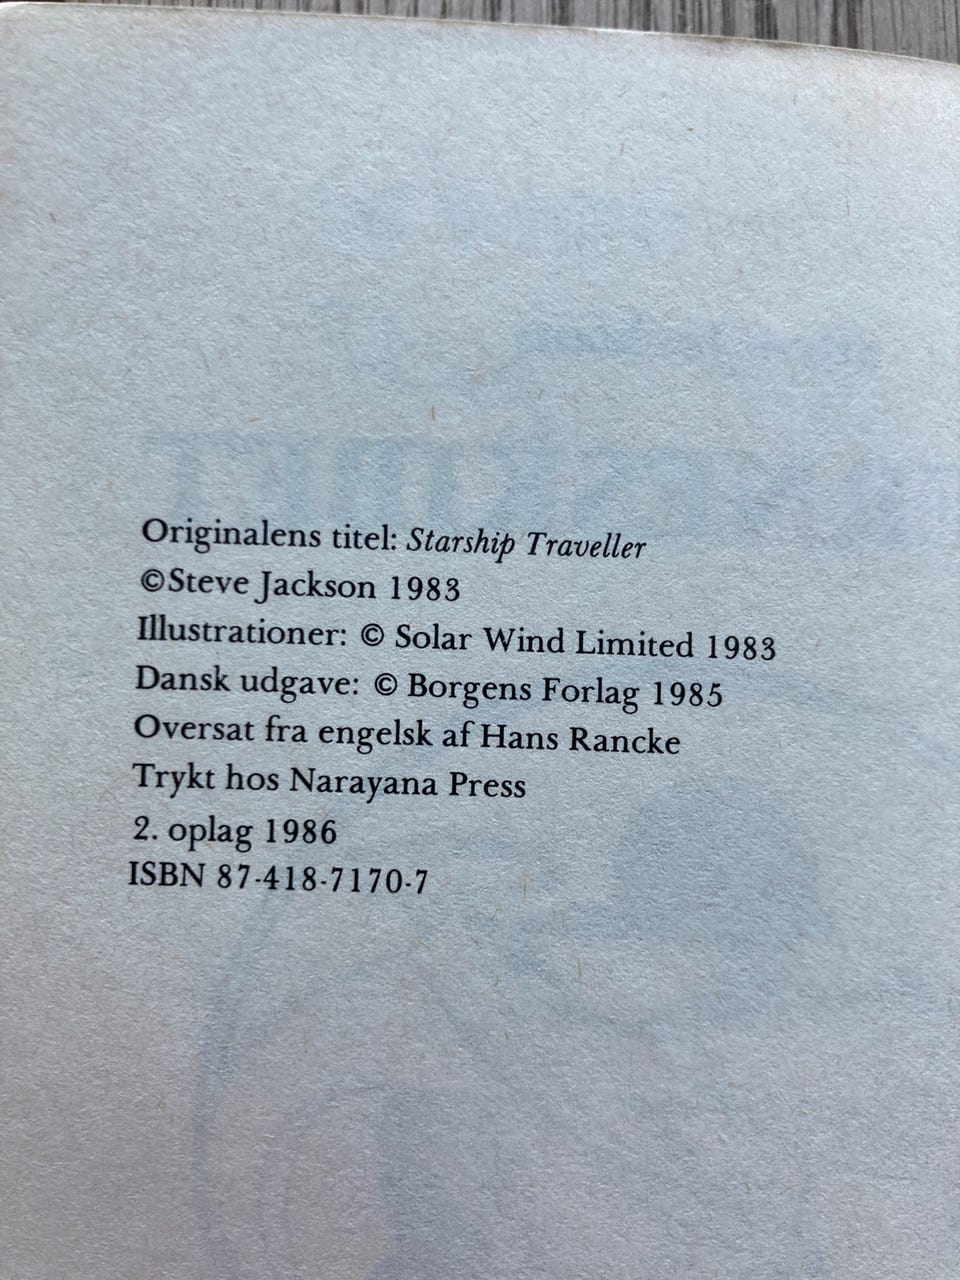 Originalens titel: Starship Traveller
©Steve Jackson 1983
Illustrationer: © Solar Wind Limited 1983
Dansk udgave: © Borgens Forlag 1985
Oversat fra engelsk af Hans Rancke
Trykt hos Narayana Press
2. oplag 1986
ISBN 87-418-7170-7